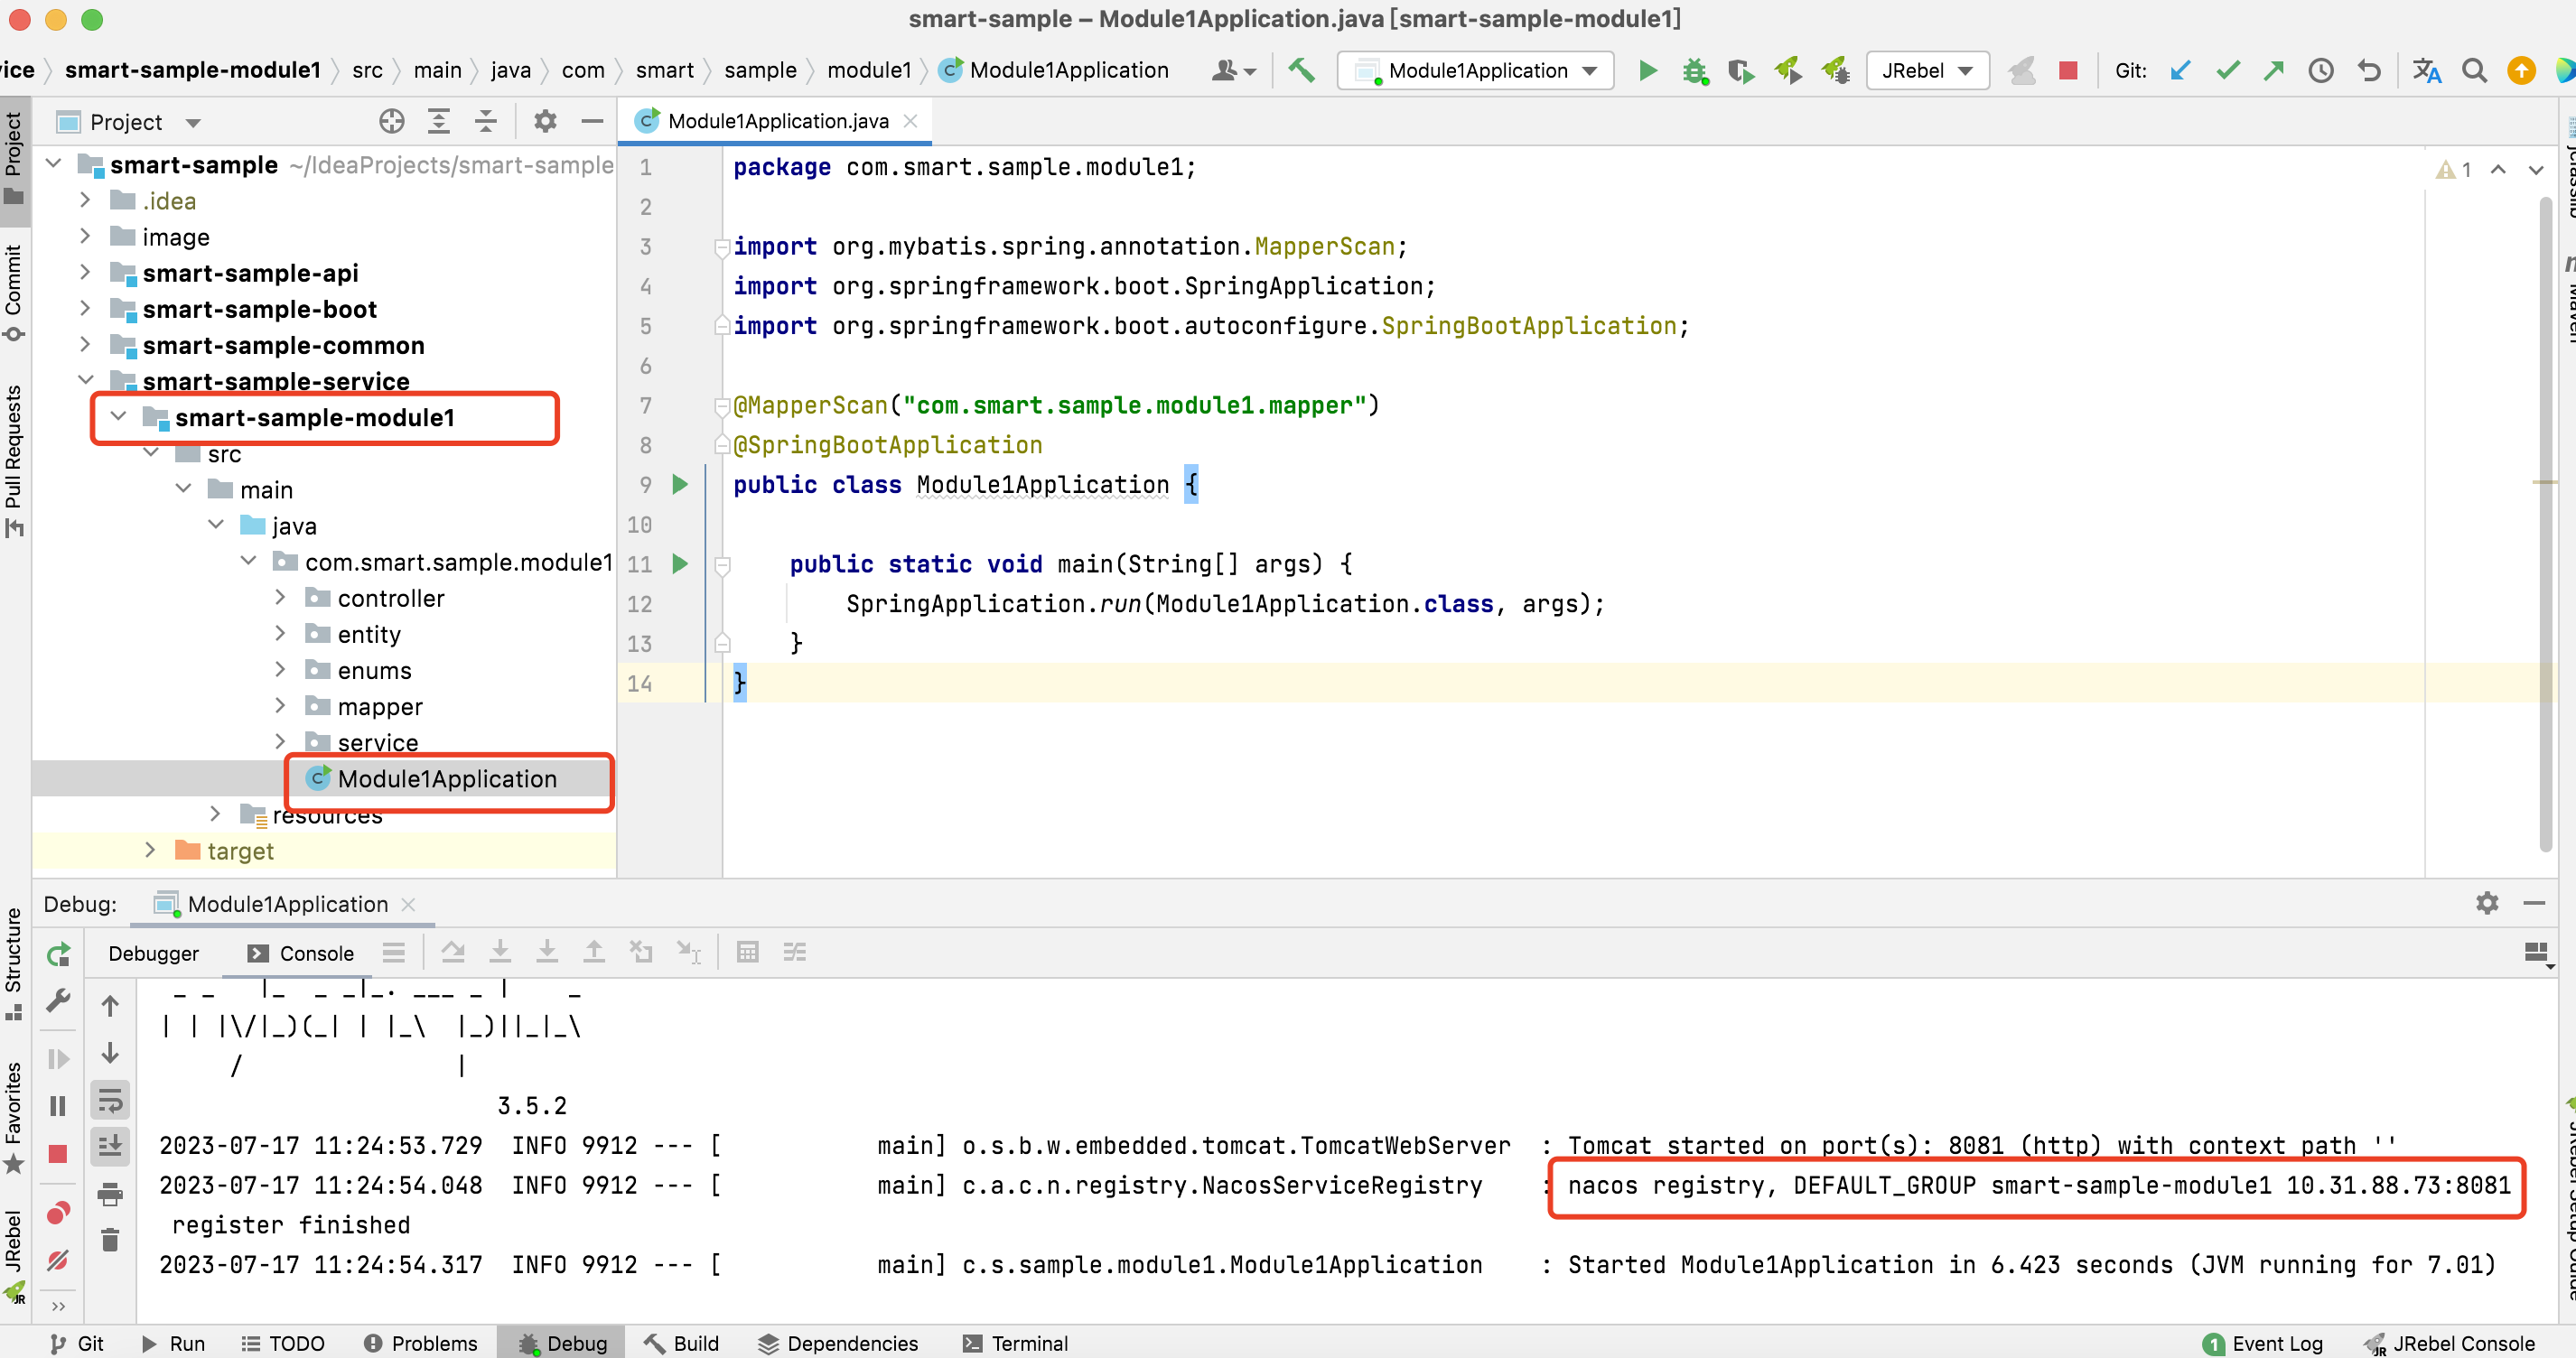 smart-sample – Module1Application.java [smart-sample-module1]
smart-sample-module1 src main java com smart sample module1 Module1Application
Module1Application
JRebel
Git:
Project
Commit
Pull Requests
Structure
Favorites
JRebel
Project
smart-sample ~/IdeaProjects/smart-sample
.idea
image
smart-sample-api
smart-sample-boot
smart-sample-common
smart-sample-service
smart-sample-module1
src
main
java
com.smart.sample.module1
controller
entity
enums
mapper
service
Module1Application
resources
target
Module1Application.java
1
1 package com.smart.sample.module1;
2
3 import org.mybatis.spring.annotation.MapperScan;
4 import org.springframework.boot.SpringApplication;
5 import org.springframework.boot.autoconfigure.SpringBootApplication;
6
7 @MapperScan("com.smart.sample.module1.mapper")
8 @SpringBootApplication
9 public class Module1Application {
10
11 public static void main(String[] args) {
12 SpringApplication.run(Module1Application.class, args);
13 }
14 }
Debug: Module1Application
Debugger Console
3.5.2
2023-07-17 11:24:53.729 INFO 9912 --- [ main] o.s.b.w.embedded.tomcat.TomcatWebServer : Tomcat started on port(s): 8081 (http) with context path ''
2023-07-17 11:24:54.048 INFO 9912 --- [ main] c.a.c.n.registry.NacosServiceRegistry : nacos registry, DEFAULT_GROUP smart-sample-module1 10.31.88.73:8081
register finished
2023-07-17 11:24:54.317 INFO 9912 --- [ main] c.s.sample.module1.Module1Application : Started Module1Application in 6.423 seconds (JVM running for 7.01)
Git Run TODO Problems Debug Build Dependencies Terminal
1 Event Log JRebel Console